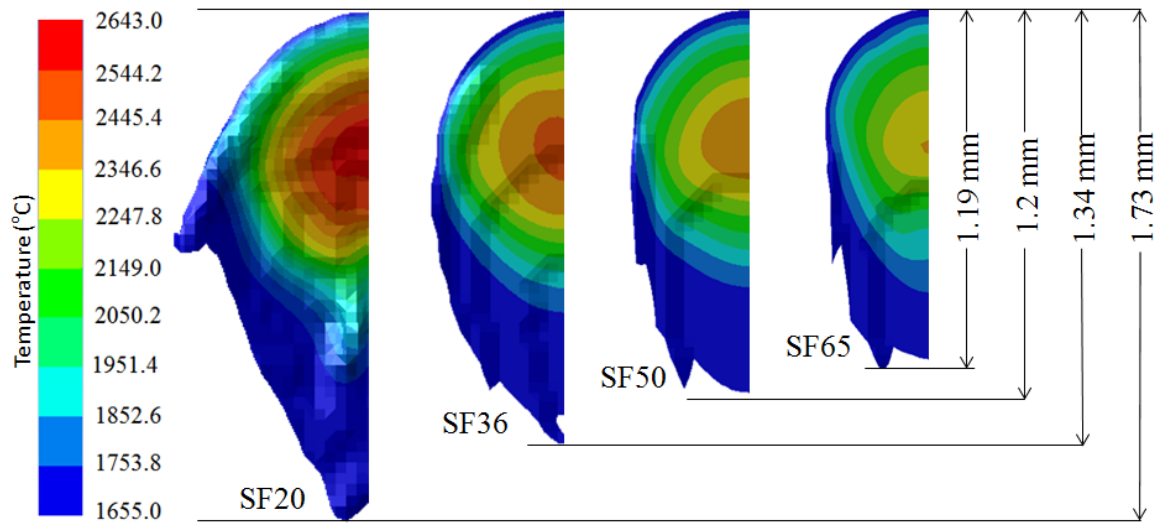 Temperature (°C)
2643.0
2544.2
2445.4
2346.6
2247.8
2149.0
2050.2
1951.4
1852.6
1753.8
1655.0
SF20
SF36
SF50
SF65
1.19 mm
1.2 mm
1.34 mm
1.73 mm